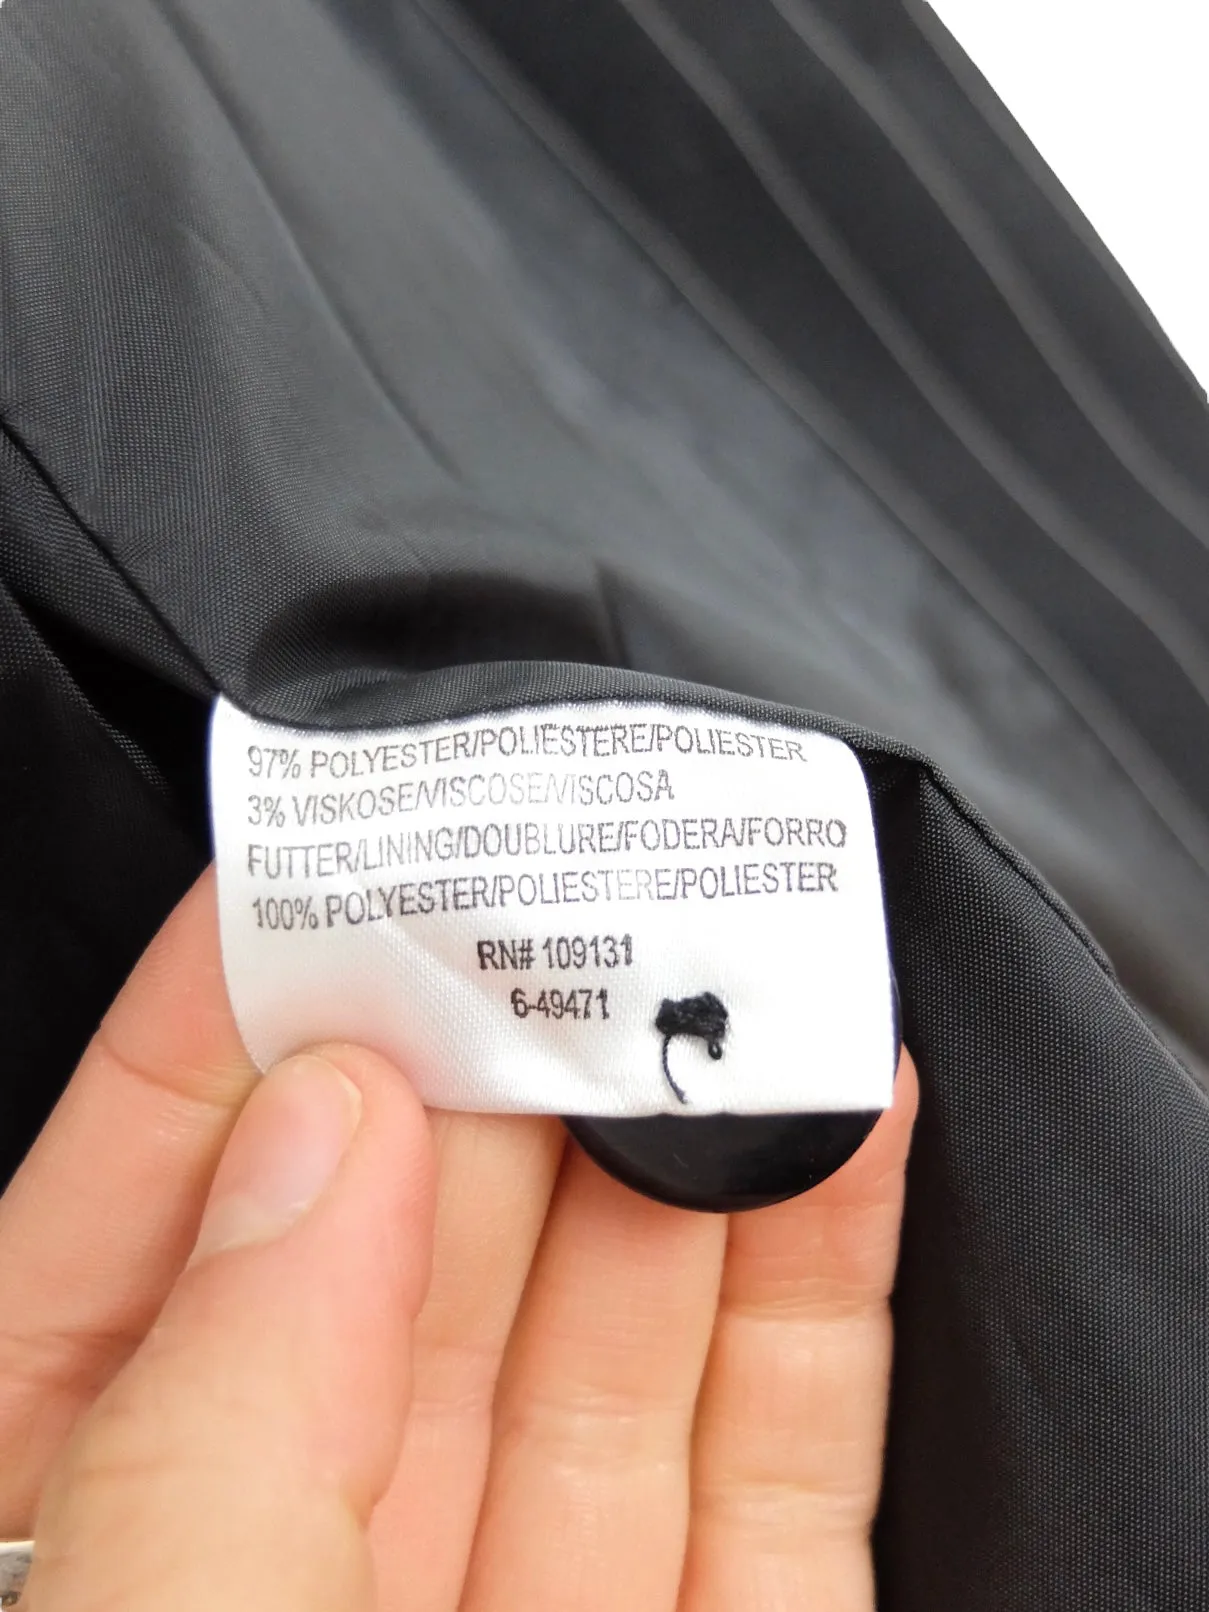 97% POLYESTER/POLIESTERE/POLIESTER
3% VISKOSE/VISCOSE/VISCOSA
FUTTER/LINING/DOUBLURE/FODERA/FORRO
100% POLYESTER/POLIESTERE/POLIESTER
RN# 109131
6-49471